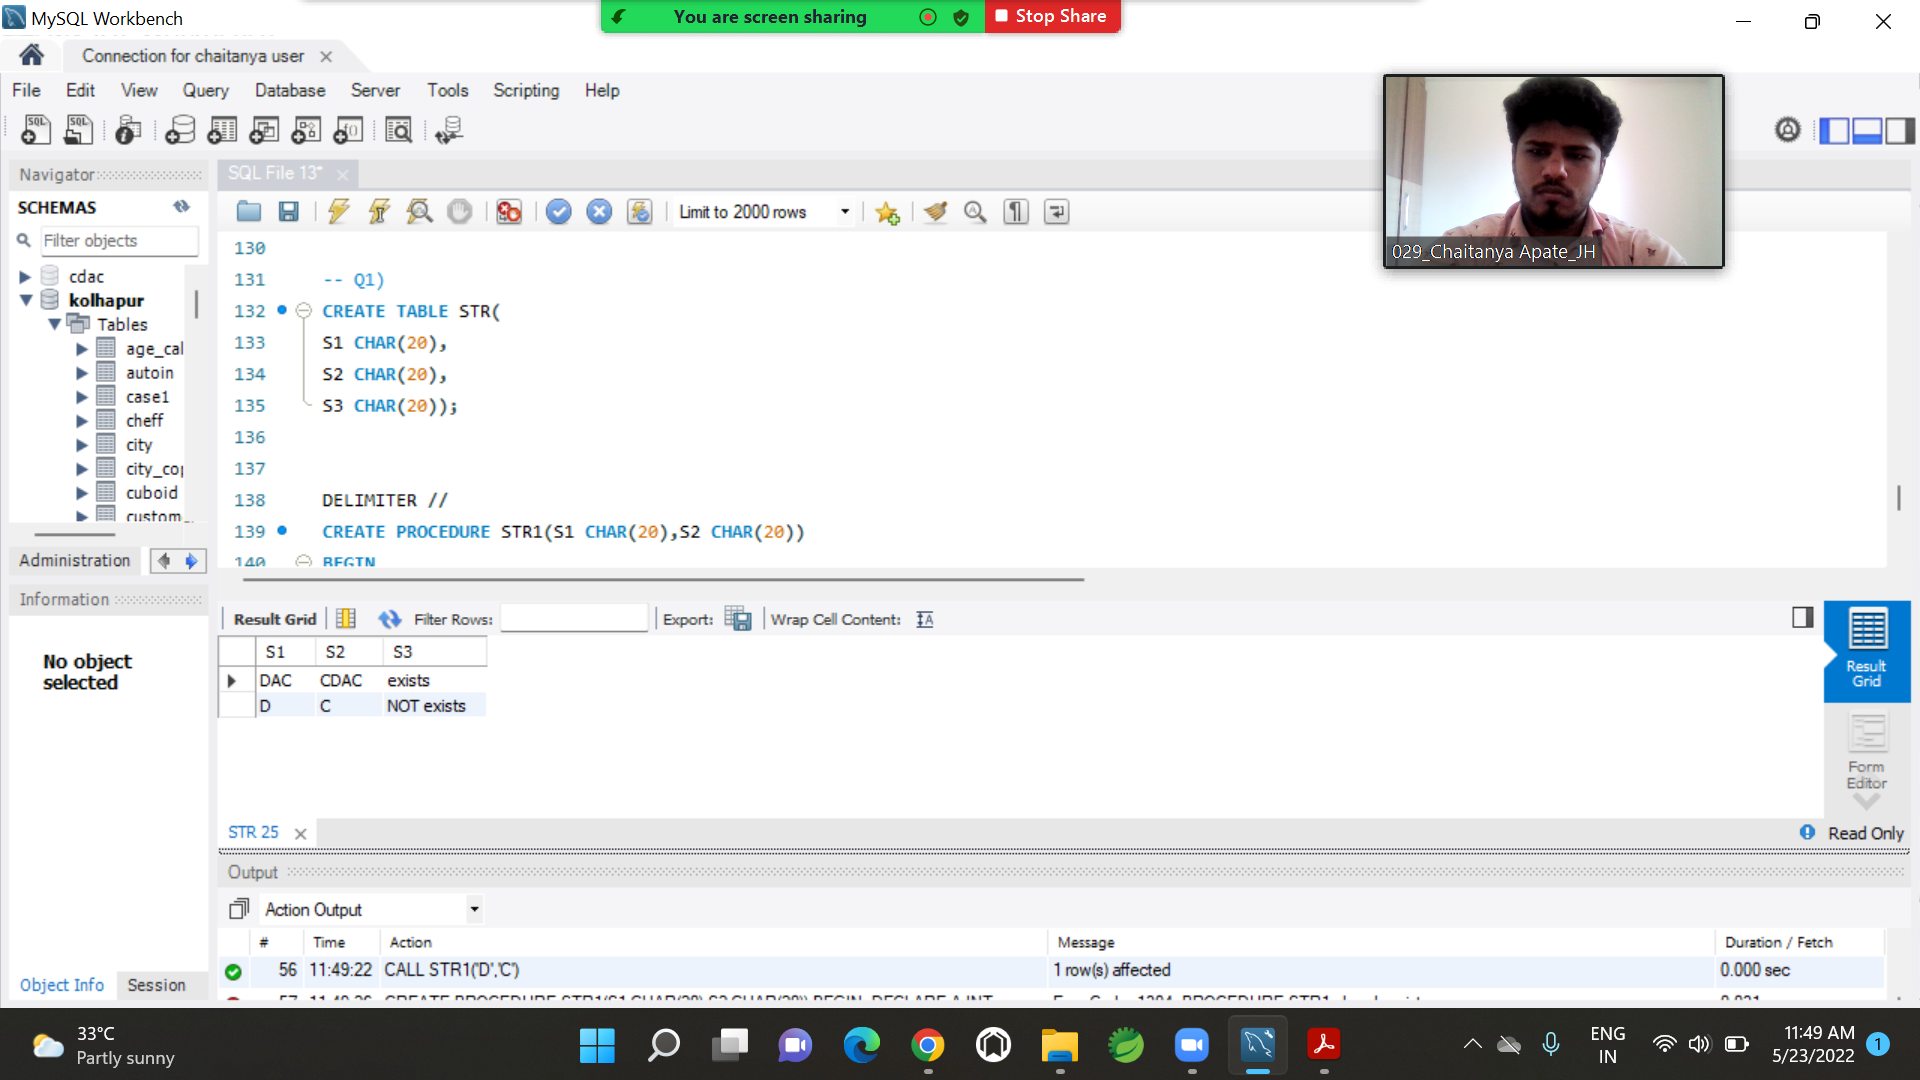 MySQL Workbench
You are screen sharing
Stop Share
Connection for chaitanya user
File Edit View Query Database Server Tools Scripting Help
029_Chaitanya Apate_JH
Navigator
SCHEMAS
Filter objects
cdac
kolhapur
Tables
age_cal
autoin
case1
cheff
city
city_co
cuboid
custom
Administration
Information
No object
selected
Object Info Session
SQL File 13*
Limit to 2000 rows
130
131 -- Q1)
132 CREATE TABLE STR(
133 S1 CHAR(20),
134 S2 CHAR(20),
135 S3 CHAR(20));
136
137
138 DELIMITER //
139 CREATE PROCEDURE STR1(S1 CHAR(20),S2 CHAR(20))
140 BEGIN
Result Grid Filter Rows: Export: Wrap Cell Content:
S1 S2 S3
DAC CDAC exists
D C NOT exists
Result
Grid
Form
Editor
STR 25
Read Only
Output
Action Output
# Time Action Message Duration / Fetch
56 11:49:22 CALL STR1('D','C') 1 row(s) affected 0.000 sec
33°C
Partly sunny
ENG
IN
11:49 AM
5/23/2022
1